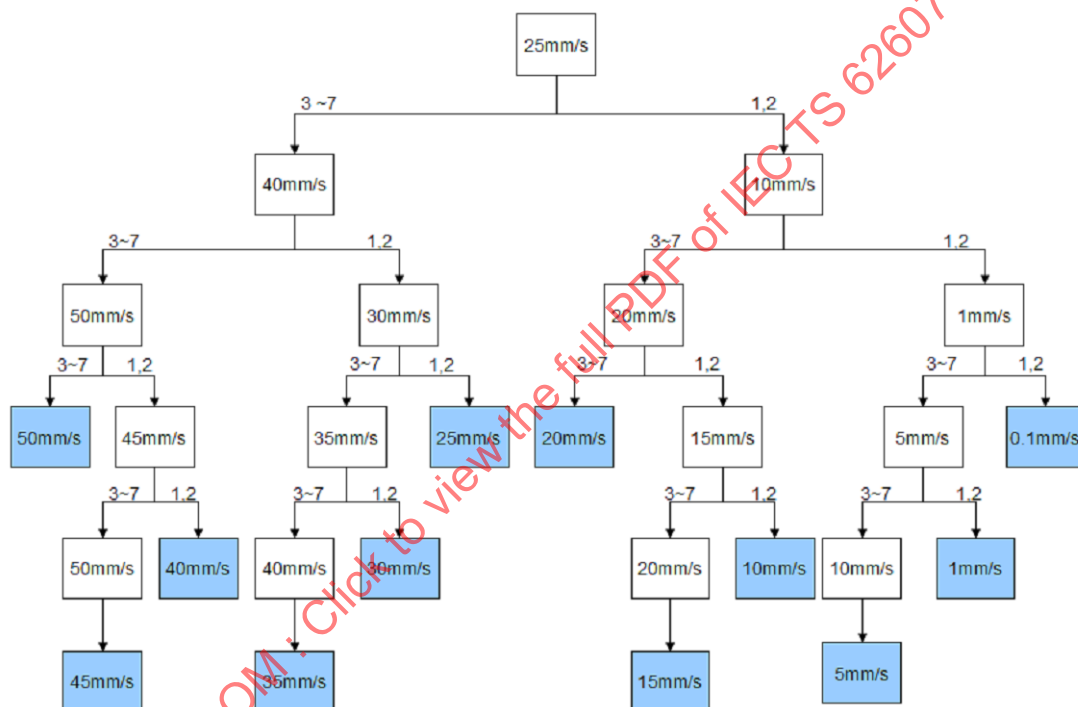 25mm/s
3 ~7
1,2
40mm/s
10mm/s
3~7
1,2
3~7
1,2
50mm/s
30mm/s
20mm/s
1mm/s
3~7
1,2
3~7
1,2
3~7
1,2
3~7
1,2
50mm/s
45mm/s
35mm/s
25mm/s
20mm/s
15mm/s
5mm/s
0.1mm/s
3~7
1,2
3~7
1,2
3~7
1,2
3~7
1,2
50mm/s
40mm/s
40mm/s
30mm/s
20mm/s
10mm/s
10mm/s
1mm/s
45mm/s
35mm/s
15mm/s
5mm/s
OM : Click to view the full PDF of IEC TS 62607